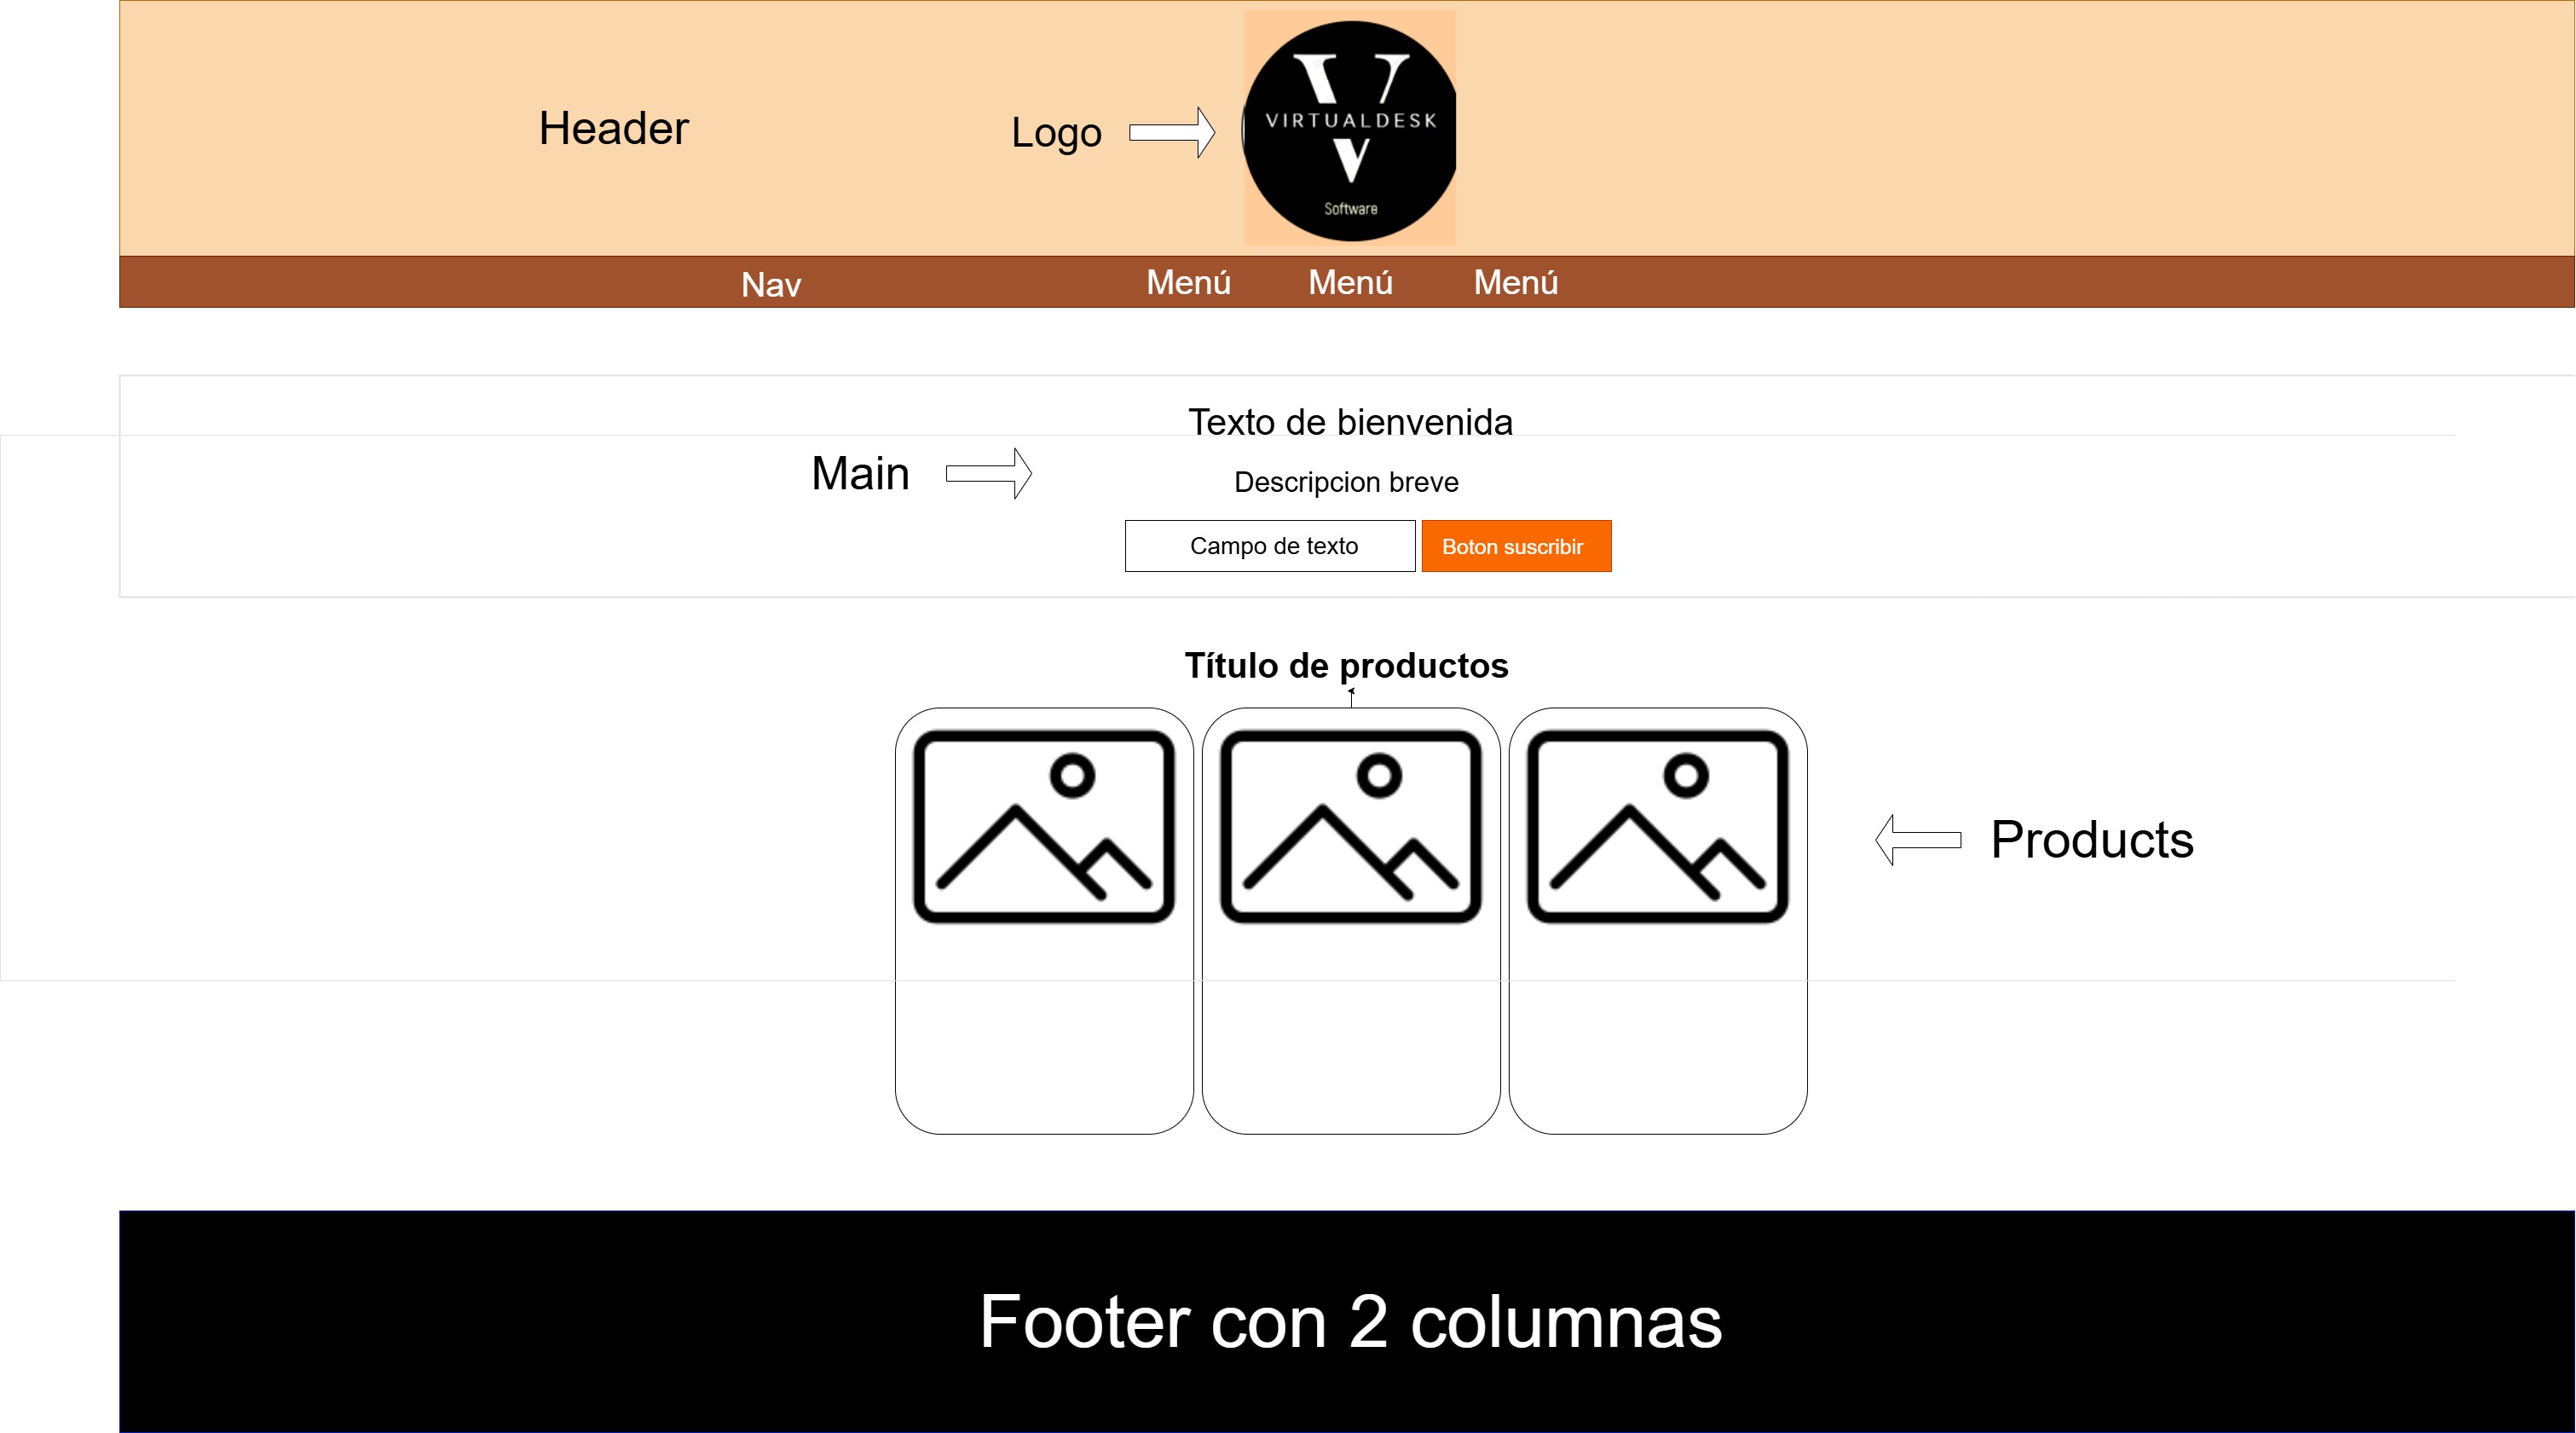 Header
Logo
V
VIRTUALDESK
V
Software
Nav
Menú
Menú
Menú
Texto de bienvenida
Main
Descripcion breve
Campo de texto
Boton suscribir
Título de productos
Products
Footer con 2 columnas